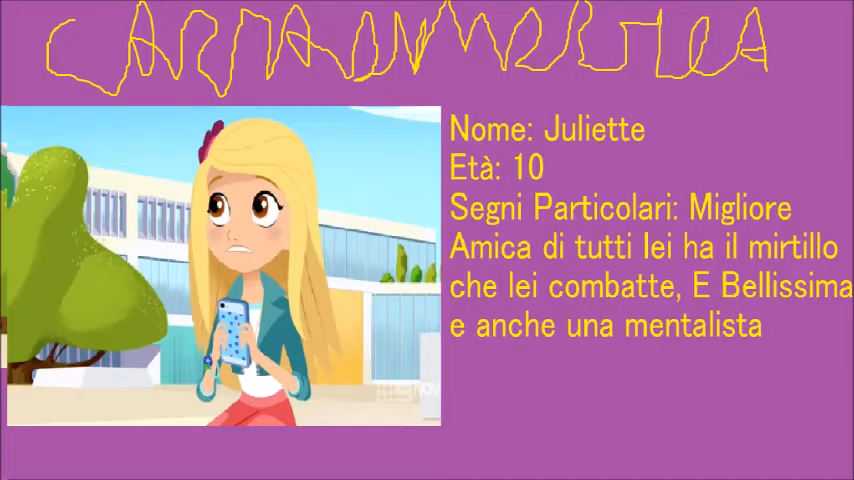 Nome: Juliette
Età: 10
Segni Particolari: Migliore
Amica di tutti lei ha il mirtillo
che lei combatte, E Bellissima
e anche una mentalista